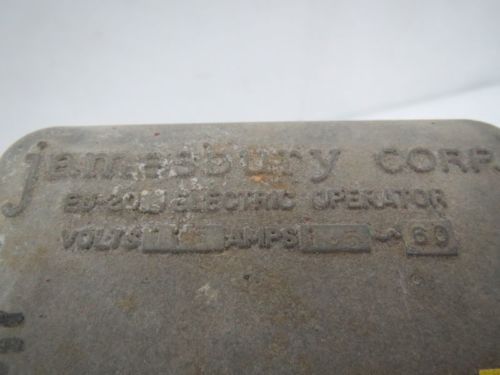 jamesbury CORP.
ELECTRIC OPERATOR
VOLTS AMPS 60